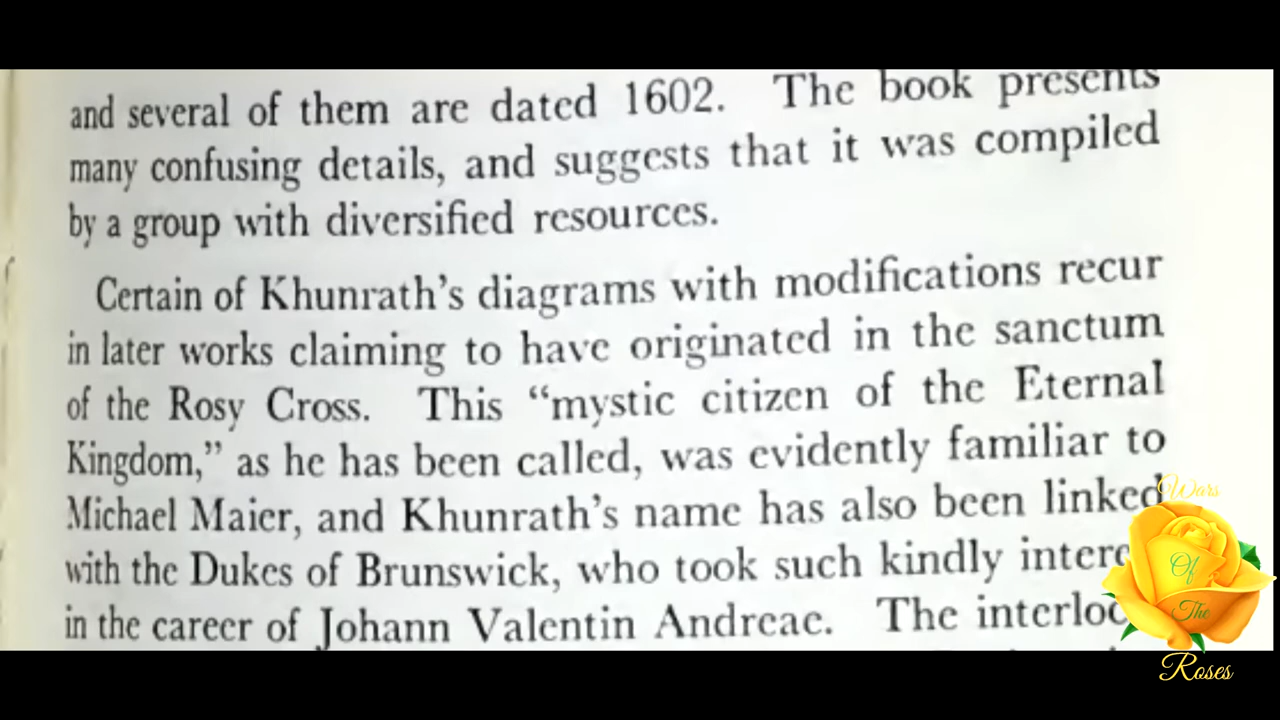 and several of them are dated 1602. The book presents
many confusing details, and suggests that it was compiled
by a group with diversified resources.
Certain of Khunrath's diagrams with modifications recur
in later works claiming to have originated in the sanctum
of the Rosy Cross. This “mystic citizen of the Eternal
Kingdom,” as he has been called, was evidently familiar to
Michael Maier, and Khunrath's name has also been linked
with the Dukes of Brunswick, who took such kindly
in the career of Johann Valentin Andreae. The
Wars
Of
The
Roses